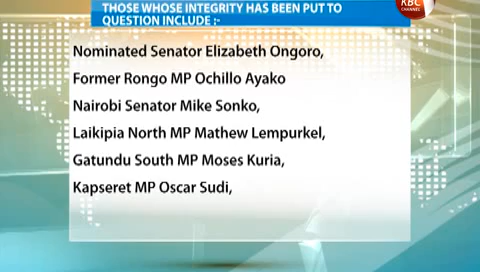 THOSE WHOSE INTEGRITY HAS BEEN PUT TO
QUESTION INCLUDE ;-
KBC
CHANNEL
Nominated Senator Elizabeth Ongoro,
Former Rongo MP Ochillo Ayako
Nairobi Senator Mike Sonko,
Laikipia North MP Mathew Lempurkel,
Gatundu South MP Moses Kuria,
Kapseret MP Oscar Sudi,